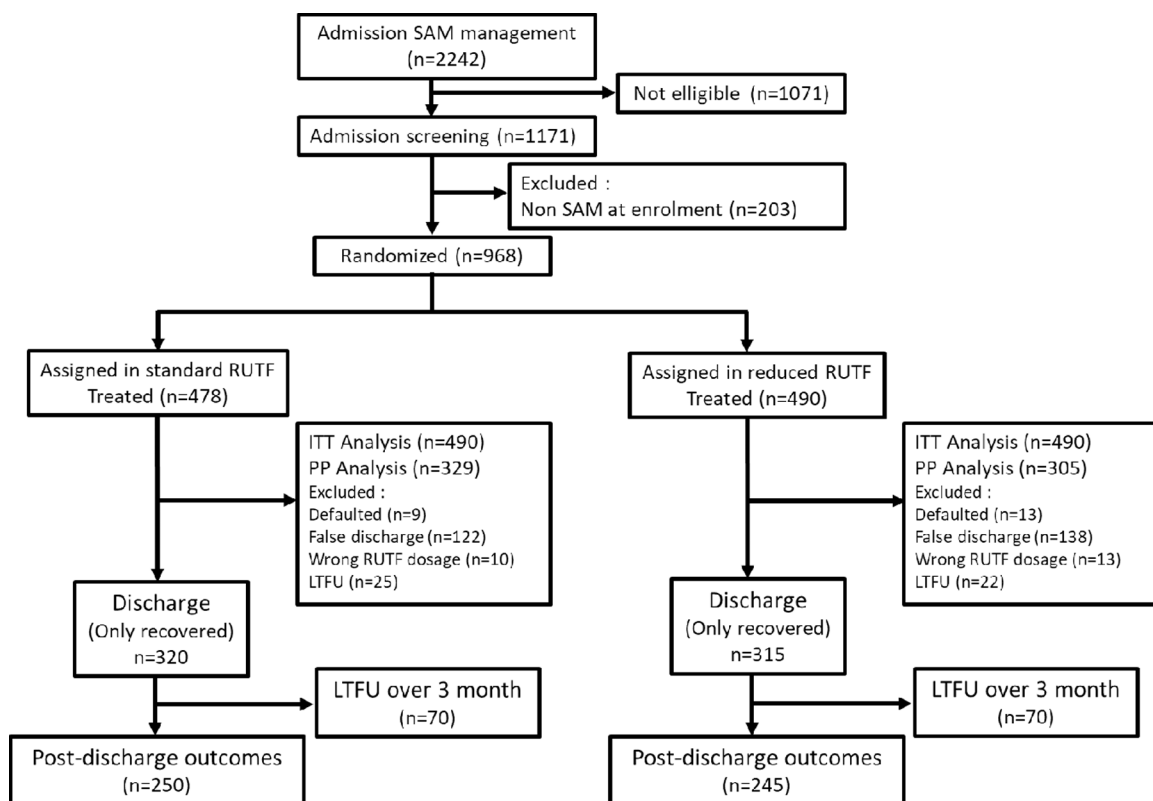 Admission SAM management
(n=2242)
Not elligible (n=1071)
Admission screening (n=1171)
Excluded :
Non SAM at enrolment (n=203)
Randomized (n=968)
Assigned in standard RUTF
Treated (n=478)
Assigned in reduced RUTF
Treated (n=490)
ITT Analysis (n=490)
PP Analysis (n=329)
Excluded :
Defaulted (n=9)
False discharge (n=122)
Wrong RUTF dosage (n=10)
LTFU (n=25)
ITT Analysis (n=490)
PP Analysis (n=305)
Excluded :
Defaulted (n=13)
False discharge (n=138)
Wrong RUTF dosage (n=13)
LTFU (n=22)
Discharge
(Only recovered)
n=320
Discharge
(Only recovered)
n=315
LTFU over 3 month
(n=70)
LTFU over 3 month
(n=70)
Post-discharge outcomes
(n=250)
Post-discharge outcomes
(n=245)